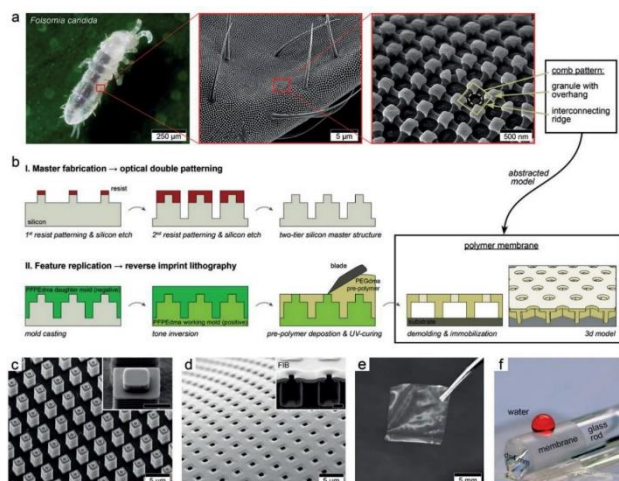 a
Folsomia candida
250 µm
5 µm
500 nm
comb pattern:
granule with
overhang
interconnecting
ridge
abstracted
model
b
I. Master fabrication → optical double patterning
resist
silicon
1st resist patterning & silicon etch
2nd resist patterning & silicon etch
two-tier silicon master structure
II. Feature replication → reverse imprint lithography
PFPEdma daughter mold (negative)
mold casting
PFPEdma working mold (positive)
tone inversion
blade
PEGdma
pre-polymer
pre-polymer depostion & UV-curing
polymer membrane
substrate
demolding & immobilization
3d model
c
5 µm
d
FIB
5 µm
e
5 mm
f
water
membrane
glass
rod